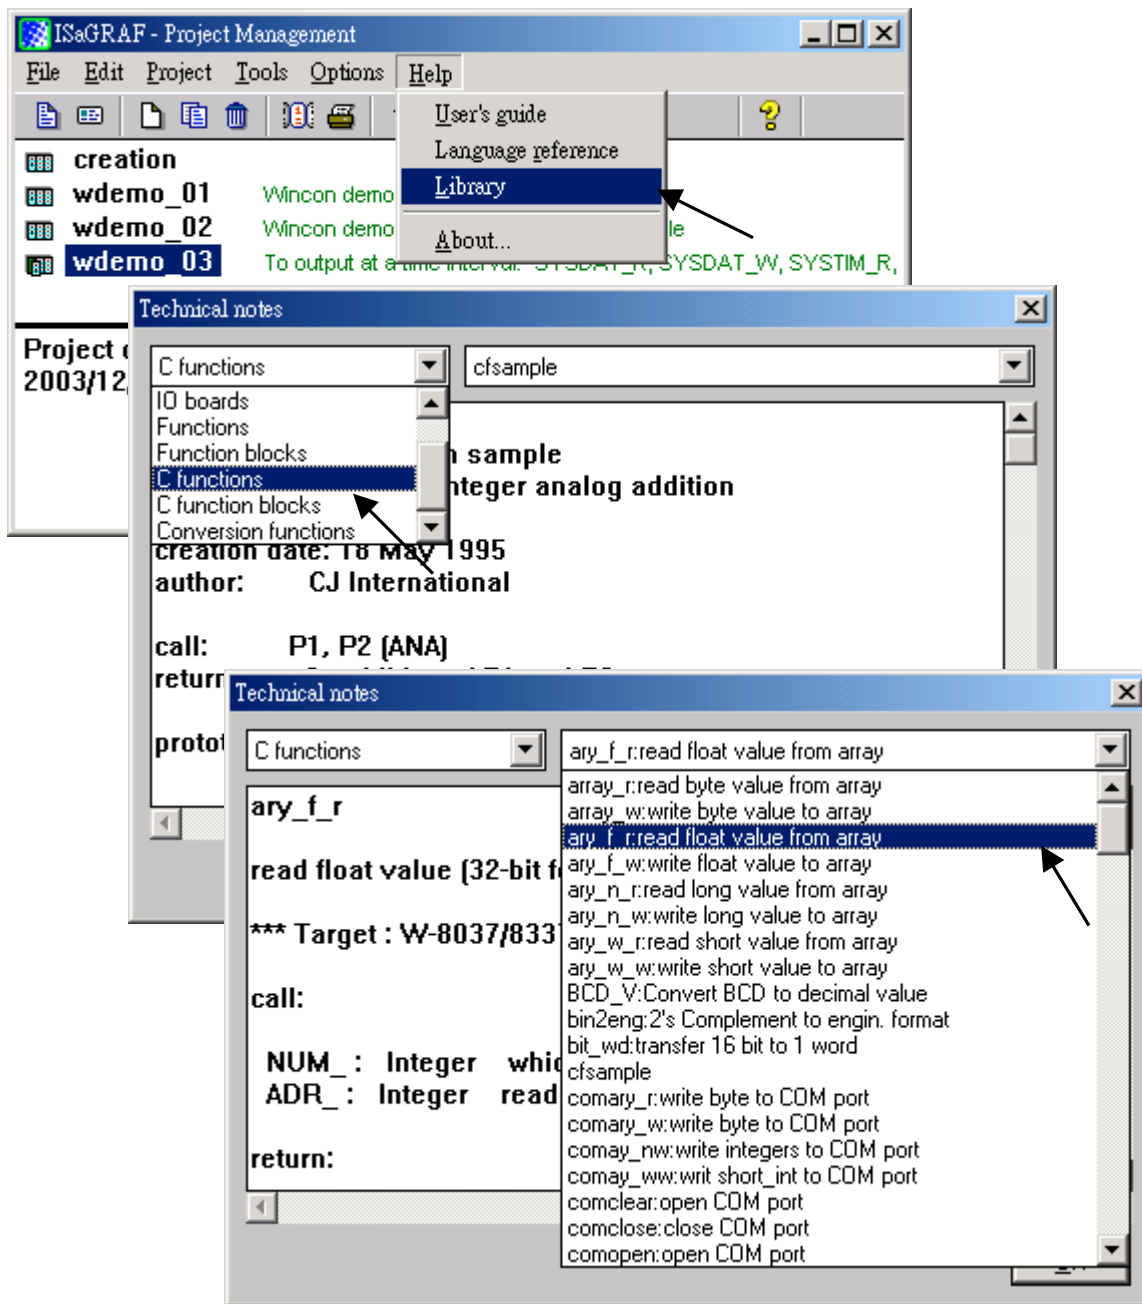 ISaGRAF - Project Management
File Edit Project Tools Options Help
User's guide
Language reference
Library
About...
creation
wdemo_01 Wincon demo
wdemo_02 Wincon demo le
wdemo_03 To output at a time interval. SYSDAT_R, SYSDAT_W, SYSTIM_R,
Project
2003/12
Technical notes
C functions cfsample
IO boards
Functions
Function blocks
C functions
C function blocks
Conversion functions
sample
integer analog addition
creation date: 18 May 1995
author: CJ International
call: P1, P2 (ANA)
return
protot
Technical notes
C functions ary_f_r:read float value from array
ary_f_r
read float value (32-bit f
*** Target : W-8037/833
call:
NUM_ : Integer whic
ADR_ : Integer read
return:
array_r:read byte value from array
array_w:write byte value to array
ary_f_r:read float value from array
ary_f_w:write float value to array
ary_n_r:read long value from array
ary_n_w:write long value to array
ary_w_r:read short value from array
ary_w_w:write short value to array
BCD_V:Convert BCD to decimal value
bin2eng:2's Complement to engin. format
bit_wd:transfer 16 bit to 1 word
cfsample
comary_r:write byte to COM port
comary_w:write byte to COM port
comay_nw:write integers to COM port
comay_ww:writ short_int to COM port
comclear:open COM port
comclose:close COM port
comopen:open COM port